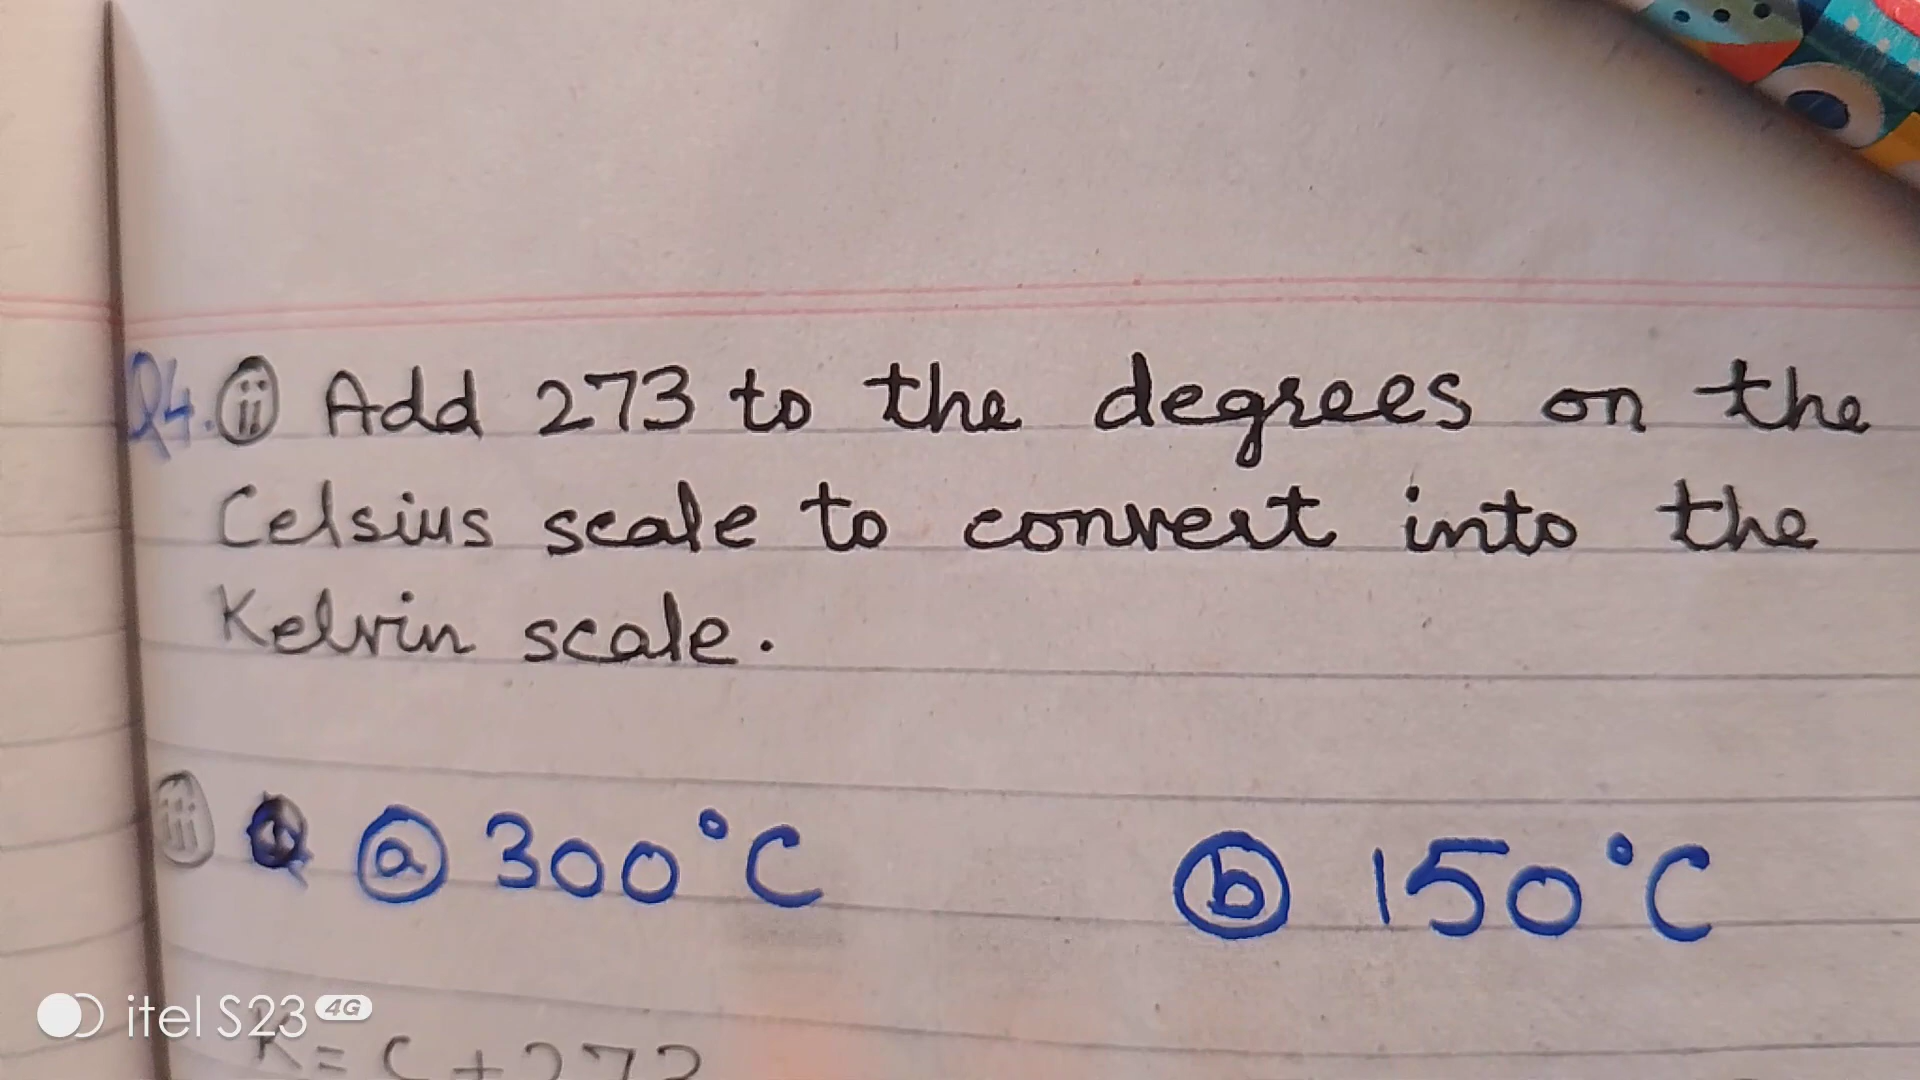 Q4. (ii) Add 273 to the degrees on the
Celsius scale to convert into the
Kelvin scale.
(iii) (a) 300°C (b) 150°C
K = C + 273
itel S23 4G